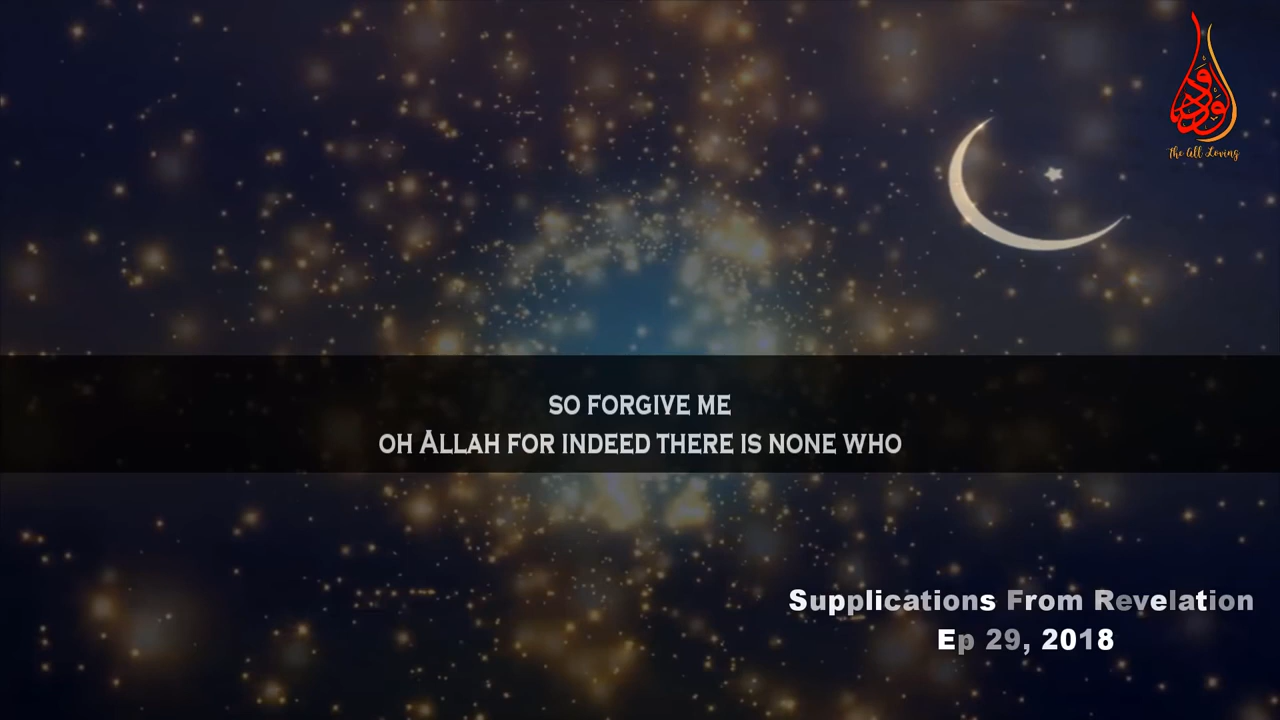 الودود
The All Loving
SO FORGIVE ME
OH ALLAH FOR INDEED THERE IS NONE WHO
Supplications From Revelation
Ep 29, 2018